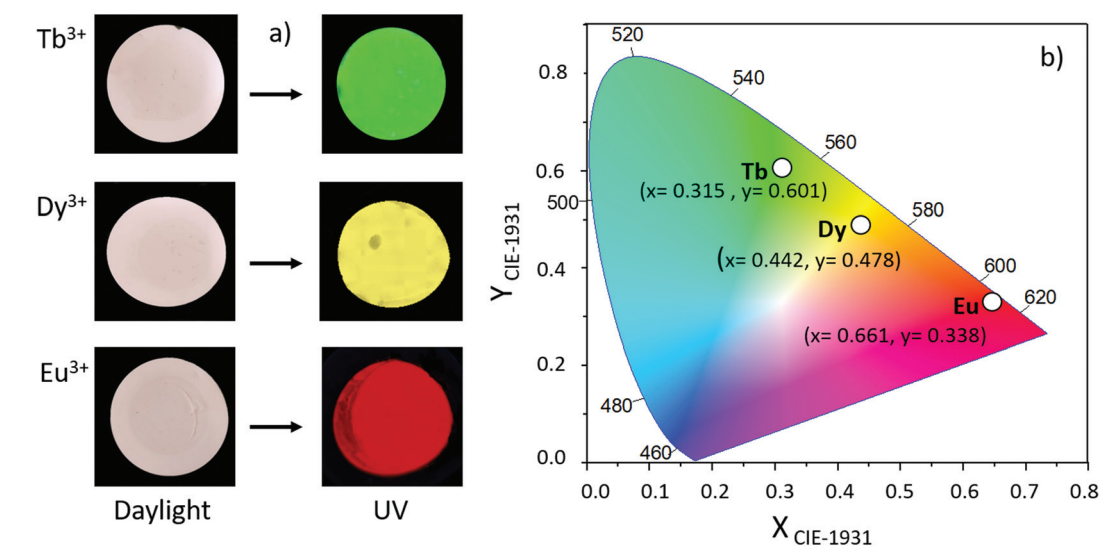 Tb³⁺
a)
Dy³⁺
Eu³⁺
Daylight
UV
b)
Y CIE-1931
0.8
0.6
0.4
0.2
0.0
520
540
560
500
580
600
620
480
460
Tb
(x= 0.315 , y= 0.601)
Dy
(x= 0.442, y= 0.478)
Eu
(x= 0.661, y= 0.338)
0.0 0.1 0.2 0.3 0.4 0.5 0.6 0.7 0.8
X CIE-1931